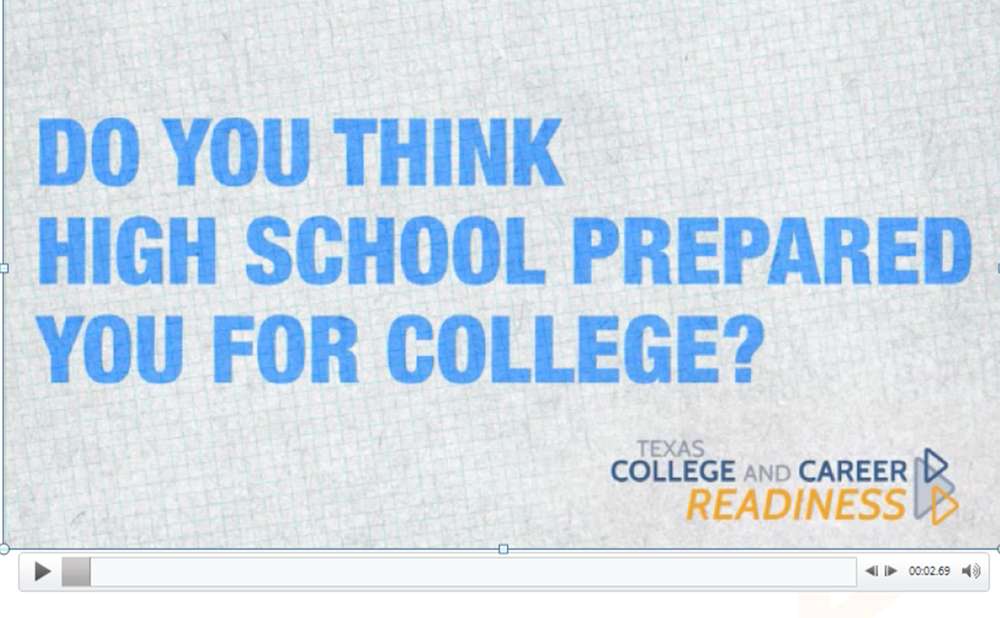 DO YOU THINK
HIGH SCHOOL PREPARED
YOU FOR COLLEGE?
TEXAS
COLLEGE AND CAREER
READINESS
00:02.69